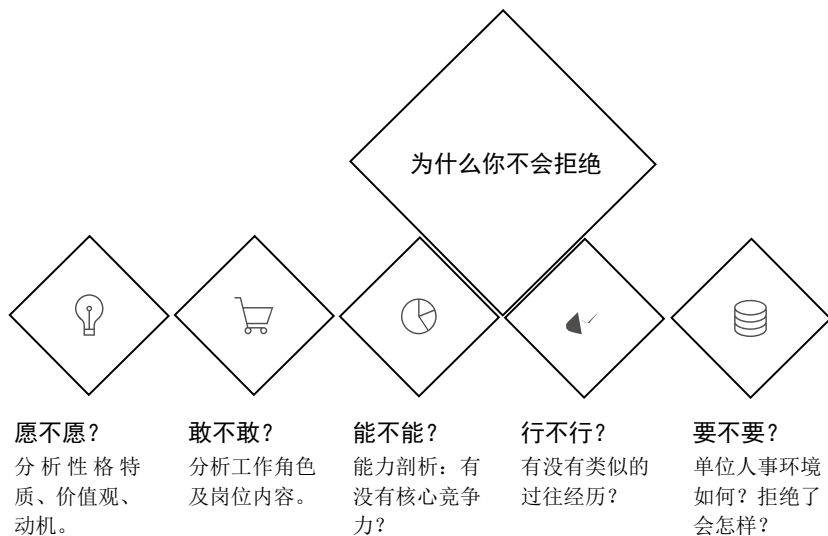 为什么你不会拒绝
愿不愿？
分析性格特
质、价值观、
动机。
敢不敢？
分析工作角色
及岗位内容。
能不能？
能力剖析：有
没有核心竞争
力？
行不行？
有没有类似的
过往经历？
要不要？
单位人事环境
如何？拒绝了
会怎样？